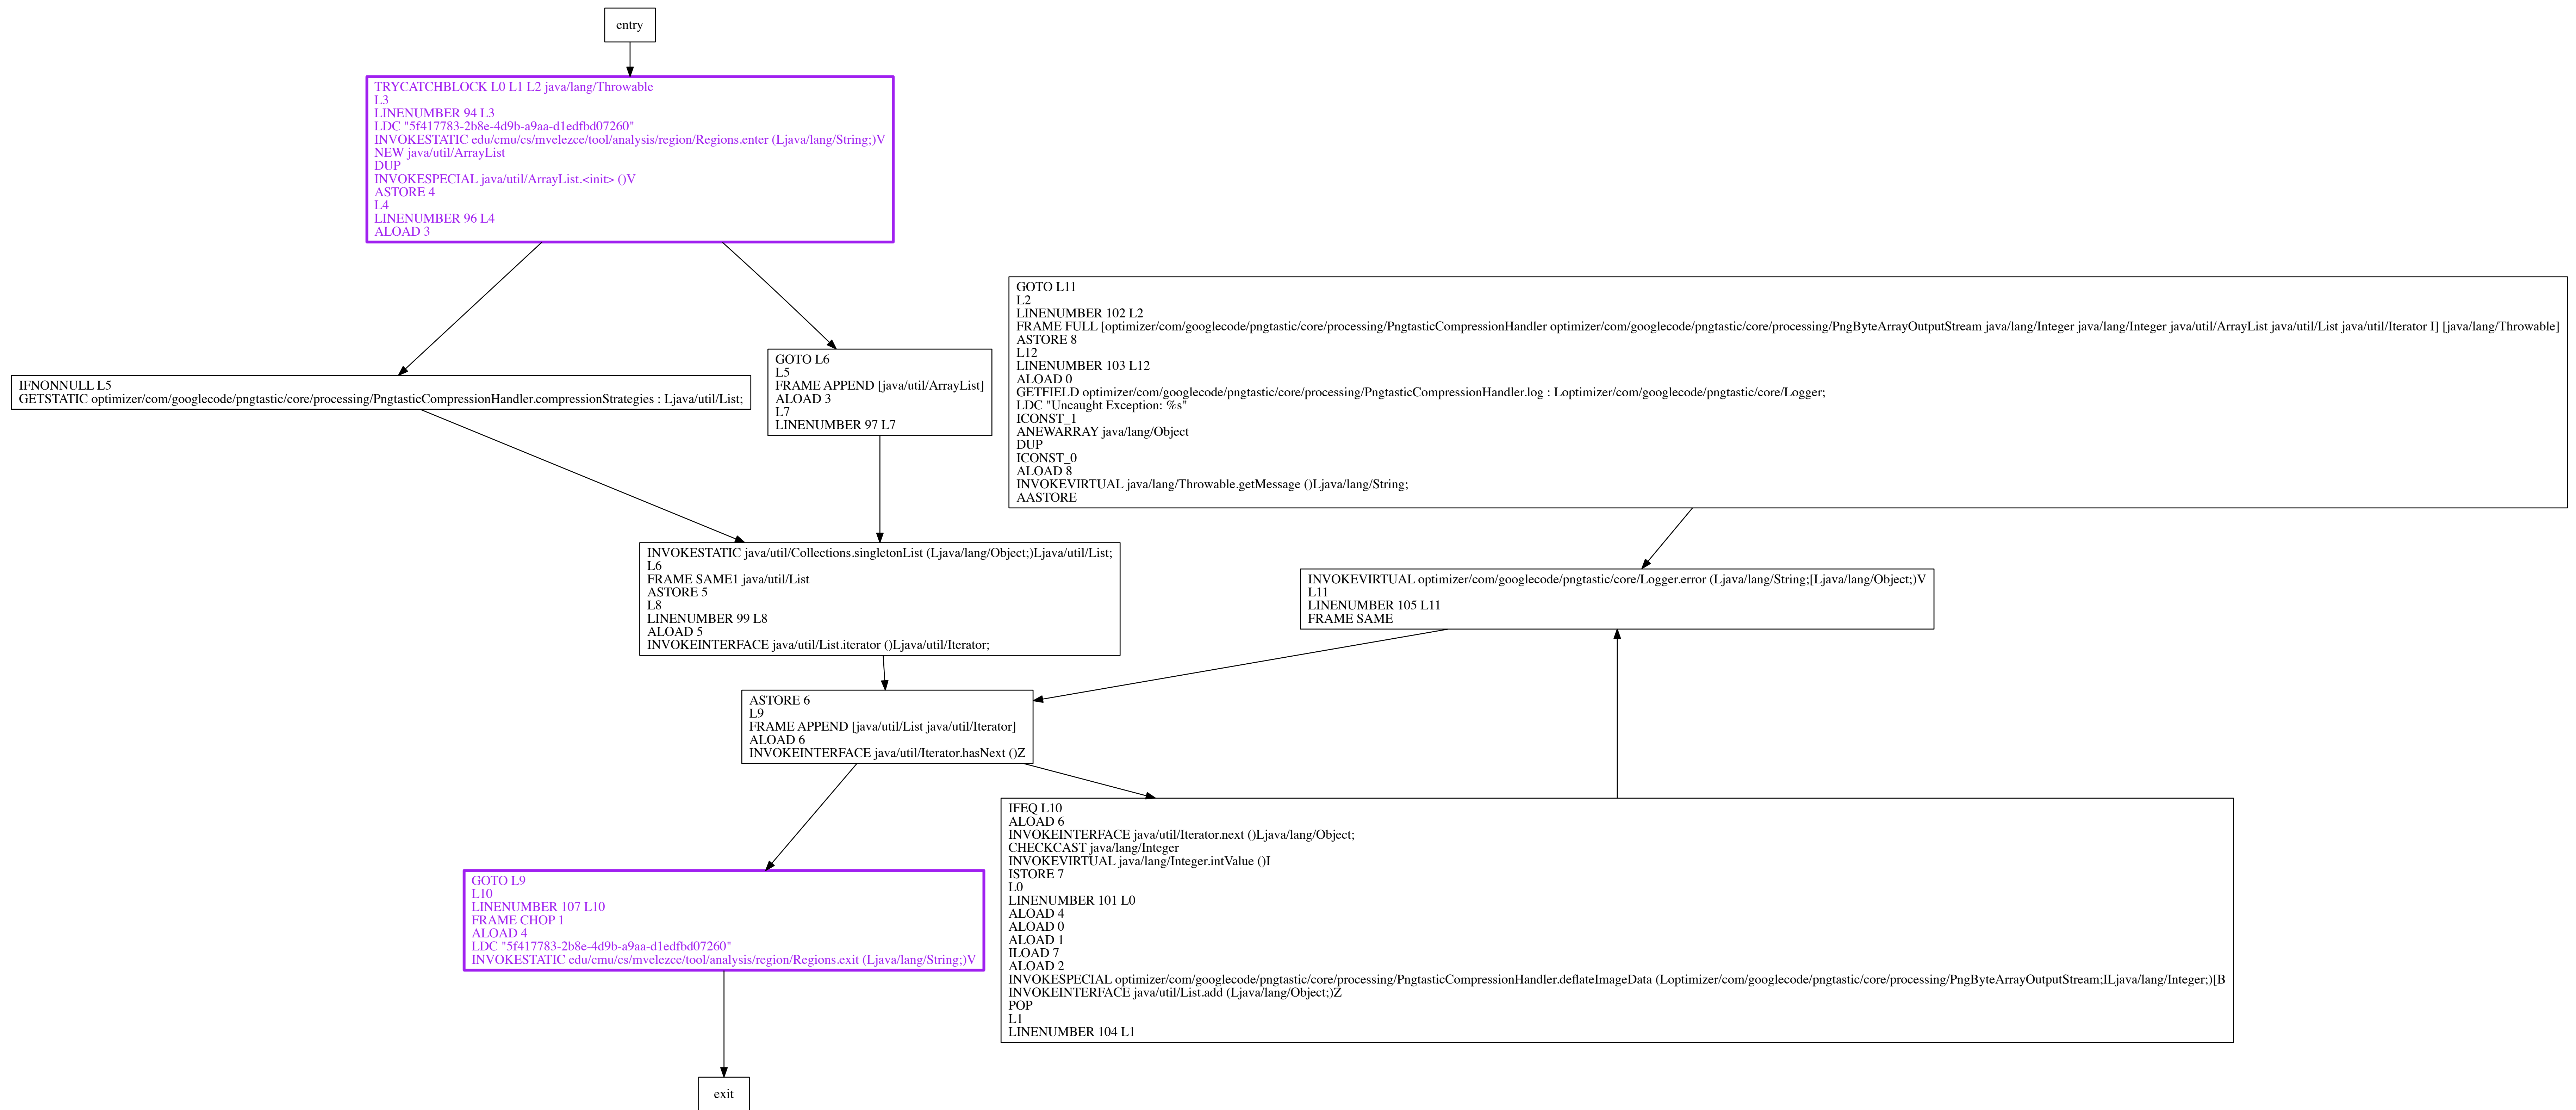 entry
TRYCATCHBLOCK L0 L1 L2 java/lang/Throwable
L3
LINENUMBER 94 L3
LDC "5f417783-2b8e-4d9b-a9aa-d1edfbd07260"
INVOKESTATIC edu/cmu/cs/mvelezce/tool/analysis/region/Regions.enter (Ljava/lang/String;)V
NEW java/util/ArrayList
DUP
INVOKESPECIAL java/util/ArrayList.<init> ()V
ASTORE 4
L4
LINENUMBER 96 L4
ALOAD 3
GOTO L11
L2
LINENUMBER 102 L2
FRAME FULL [optimizer/com/googlecode/pngtastic/core/processing/PngtasticCompressionHandler optimizer/com/googlecode/pngtastic/core/processing/PngByteArrayOutputStream java/lang/Integer java/lang/Integer java/util/ArrayList java/util/List java/util/Iterator I] [java/lang/Throwable]
ASTORE 8
L12
LINENUMBER 103 L12
ALOAD 0
GETFIELD optimizer/com/googlecode/pngtastic/core/processing/PngtasticCompressionHandler.log : Loptimizer/com/googlecode/pngtastic/core/Logger;
LDC "Uncaught Exception: %s"
ICONST_1
ANEWARRAY java/lang/Object
DUP
ICONST_0
ALOAD 8
INVOKEVIRTUAL java/lang/Throwable.getMessage ()Ljava/lang/String;
AASTORE
IFNONNULL L5
GETSTATIC optimizer/com/googlecode/pngtastic/core/processing/PngtasticCompressionHandler.compressionStrategies : Ljava/util/List;
GOTO L6
L5
FRAME APPEND [java/util/ArrayList]
ALOAD 3
L7
LINENUMBER 97 L7
INVOKESTATIC java/util/Collections.singletonList (Ljava/lang/Object;)Ljava/util/List;
L6
FRAME SAME1 java/util/List
ASTORE 5
L8
LINENUMBER 99 L8
ALOAD 5
INVOKEINTERFACE java/util/List.iterator ()Ljava/util/Iterator;
INVOKEVIRTUAL optimizer/com/googlecode/pngtastic/core/Logger.error (Ljava/lang/String;[Ljava/lang/Object;)V
L11
LINENUMBER 105 L11
FRAME SAME
ASTORE 6
L9
FRAME APPEND [java/util/List java/util/Iterator]
ALOAD 6
INVOKEINTERFACE java/util/Iterator.hasNext ()Z
GOTO L9
L10
LINENUMBER 107 L10
FRAME CHOP 1
ALOAD 4
LDC "5f417783-2b8e-4d9b-a9aa-d1edfbd07260"
INVOKESTATIC edu/cmu/cs/mvelezce/tool/analysis/region/Regions.exit (Ljava/lang/String;)V
IFEQ L10
ALOAD 6
INVOKEINTERFACE java/util/Iterator.next ()Ljava/lang/Object;
CHECKCAST java/lang/Integer
INVOKEVIRTUAL java/lang/Integer.intValue ()I
ISTORE 7
L0
LINENUMBER 101 L0
ALOAD 4
ALOAD 0
ALOAD 1
ILOAD 7
ALOAD 2
INVOKESPECIAL optimizer/com/googlecode/pngtastic/core/processing/PngtasticCompressionHandler.deflateImageData (Loptimizer/com/googlecode/pngtastic/core/processing/PngByteArrayOutputStream;ILjava/lang/Integer;)[B
INVOKEINTERFACE java/util/List.add (Ljava/lang/Object;)Z
POP
L1
LINENUMBER 104 L1
exit